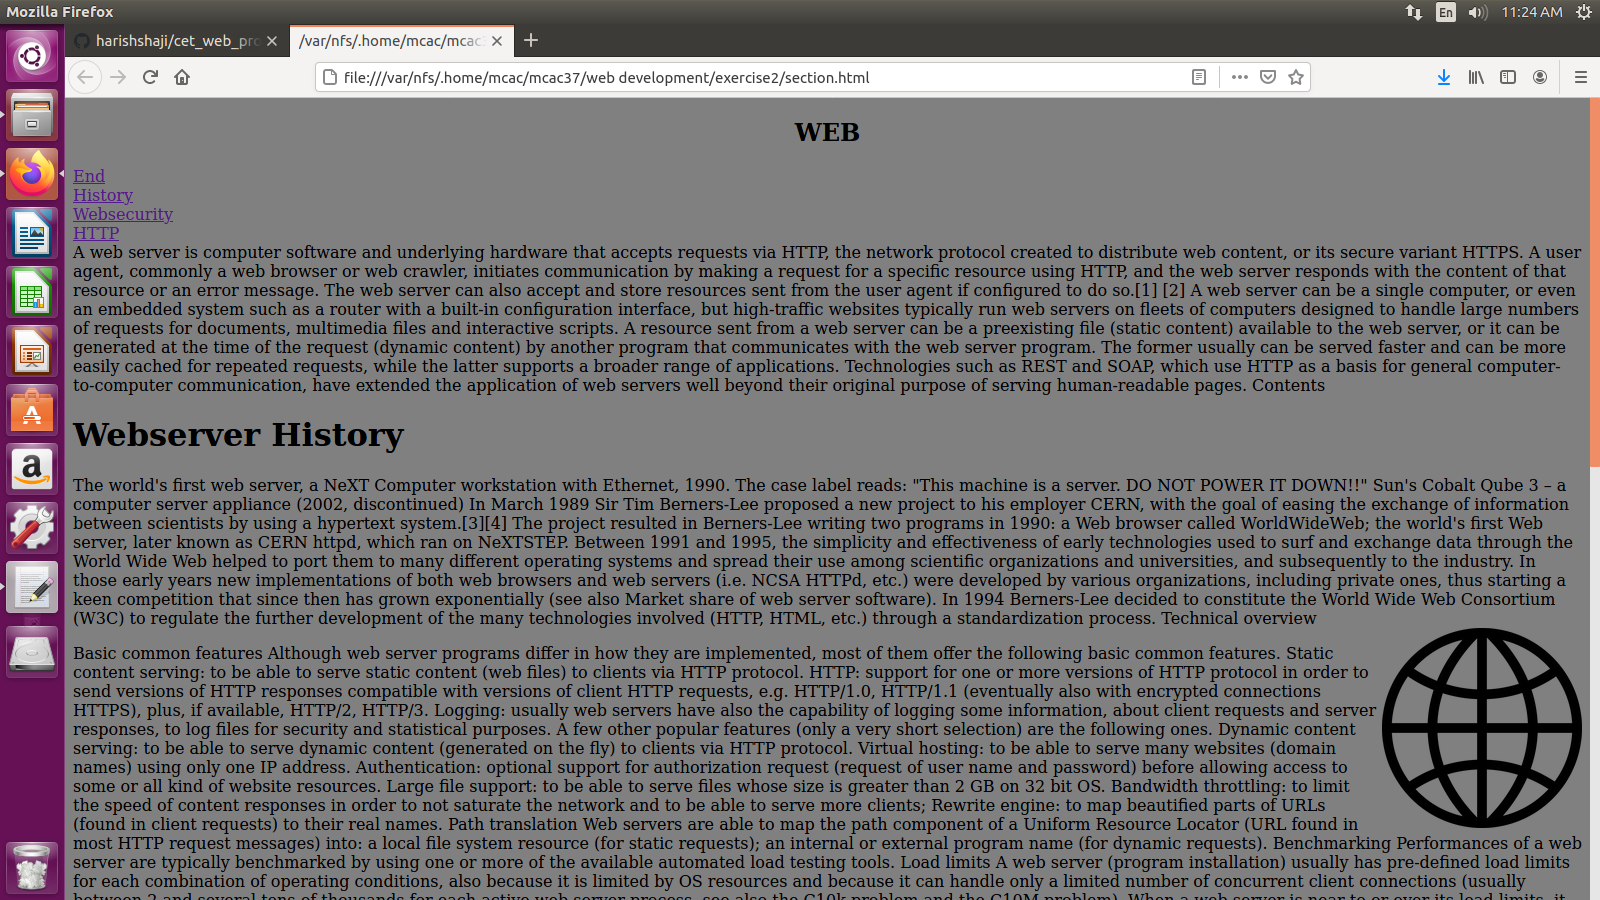 Mozilla Firefox
En
11:24 AM
harishshaji/cet_web_pro
/var/nfs/.home/mcac/mcac
file:///var/nfs/.home/mcac/mcac37/web development/exercise2/section.html
WEB
End
History
Websecurity
HTTP
A web server is computer software and underlying hardware that accepts requests via HTTP, the network protocol created to distribute web content, or its secure variant HTTPS. A user
agent, commonly a web browser or web crawler, initiates communication by making a request for a specific resource using HTTP, and the web server responds with the content of that
resource or an error message. The web server can also accept and store resources sent from the user agent if configured to do so.[1] [2] A web server can be a single computer, or even
an embedded system such as a router with a built-in configuration interface, but high-traffic websites typically run web servers on fleets of computers designed to handle large numbers
of requests for documents, multimedia files and interactive scripts. A resource sent from a web server can be a preexisting file (static content) available to the web server, or it can be
generated at the time of the request (dynamic content) by another program that communicates with the web server program. The former usually can be served faster and can be more
easily cached for repeated requests, while the latter supports a broader range of applications. Technologies such as REST and SOAP, which use HTTP as a basis for general computer-
to-computer communication, have extended the application of web servers well beyond their original purpose of serving human-readable pages. Contents
Webserver History
The world's first web server, a NeXT Computer workstation with Ethernet, 1990. The case label reads: "This machine is a server. DO NOT POWER IT DOWN!!" Sun's Cobalt Qube 3 – a
computer server appliance (2002, discontinued) In March 1989 Sir Tim Berners-Lee proposed a new project to his employer CERN, with the goal of easing the exchange of information
between scientists by using a hypertext system.[3][4] The project resulted in Berners-Lee writing two programs in 1990: a Web browser called WorldWideWeb; the world's first Web
server, later known as CERN httpd, which ran on NeXTSTEP. Between 1991 and 1995, the simplicity and effectiveness of early technologies used to surf and exchange data through the
World Wide Web helped to port them to many different operating systems and spread their use among scientific organizations and universities, and subsequently to the industry. In
those early years new implementations of both web browsers and web servers (i.e. NCSA HTTPd, etc.) were developed by various organizations, including private ones, thus starting a
keen competition that since then has grown exponentially (see also Market share of web server software). In 1994 Berners-Lee decided to constitute the World Wide Web Consortium
(W3C) to regulate the further development of the many technologies involved (HTTP, HTML, etc.) through a standardization process. Technical overview
Basic common features Although web server programs differ in how they are implemented, most of them offer the following basic common features. Static
content serving: to be able to serve static content (web files) to clients via HTTP protocol. HTTP: support for one or more versions of HTTP protocol in order to
send versions of HTTP responses compatible with versions of client HTTP requests, e.g. HTTP/1.0, HTTP/1.1 (eventually also with encrypted connections
HTTPS), plus, if available, HTTP/2, HTTP/3. Logging: usually web servers have also the capability of logging some information, about client requests and server
responses, to log files for security and statistical purposes. A few other popular features (only a very short selection) are the following ones. Dynamic content
serving: to be able to serve dynamic content (generated on the fly) to clients via HTTP protocol. Virtual hosting: to be able to serve many websites (domain
names) using only one IP address. Authentication: optional support for authorization request (request of user name and password) before allowing access to
some or all kind of website resources. Large file support: to be able to serve files whose size is greater than 2 GB on 32 bit OS. Bandwidth throttling: to limit
the speed of content responses in order to not saturate the network and to be able to serve more clients; Rewrite engine: to map beautified parts of URLs
(found in client requests) to their real names. Path translation Web servers are able to map the path component of a Uniform Resource Locator (URL found in
most HTTP request messages) into: a local file system resource (for static requests); an internal or external program name (for dynamic requests). Benchmarking Performances of a web
server are typically benchmarked by using one or more of the available automated load testing tools. Load limits A web server (program installation) usually has pre-defined load limits
for each combination of operating conditions, also because it is limited by OS resources and because it can handle only a limited number of concurrent client connections (usually
between 2 and several tens of thousands for each active web server process, see also the C10k problem and the C10M problem). When a web server is near to or over its load limits, it